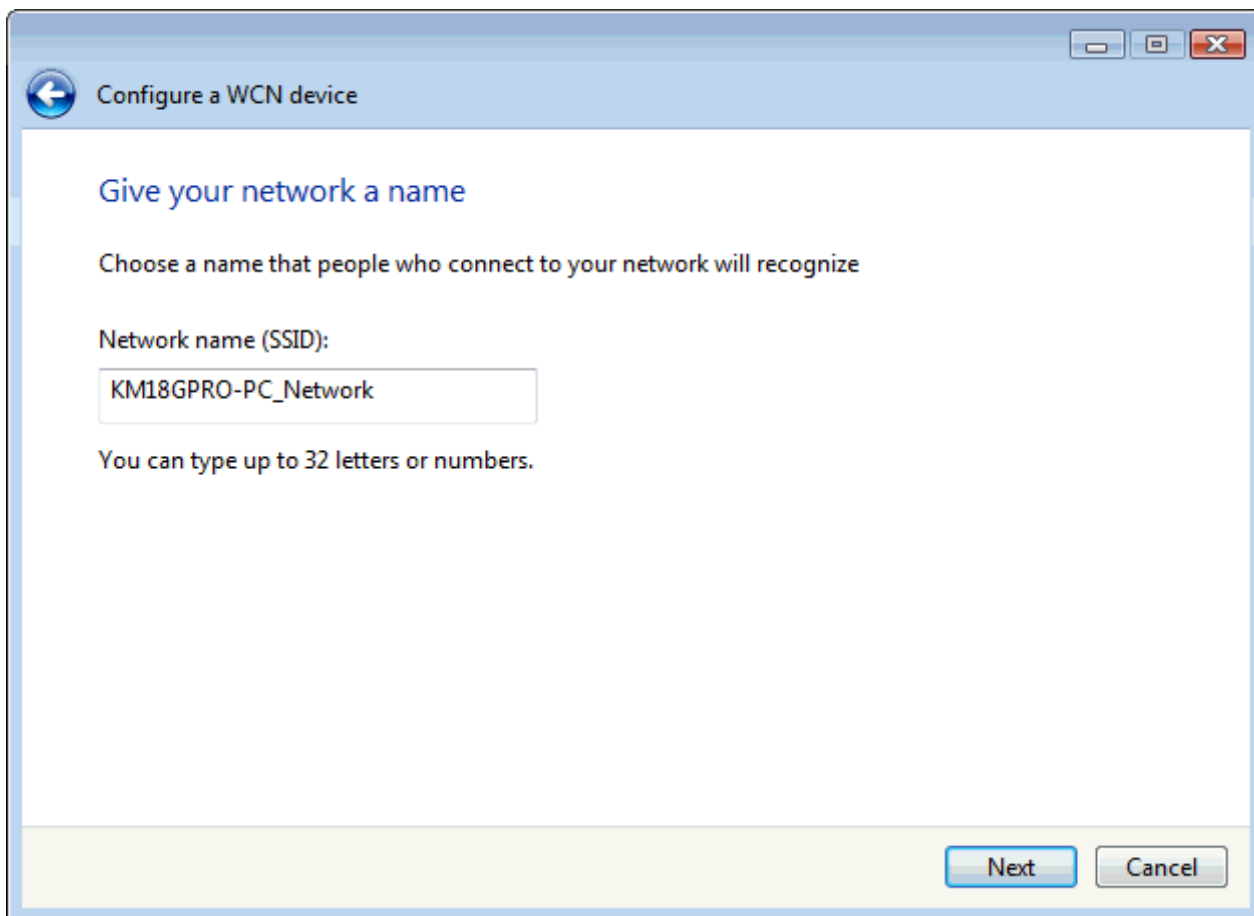 Configure a WCN device
Give your network a name
Choose a name that people who connect to your network will recognize
Network name (SSID):
KM18GPRO-PC_Network
You can type up to 32 letters or numbers.
Next Cancel